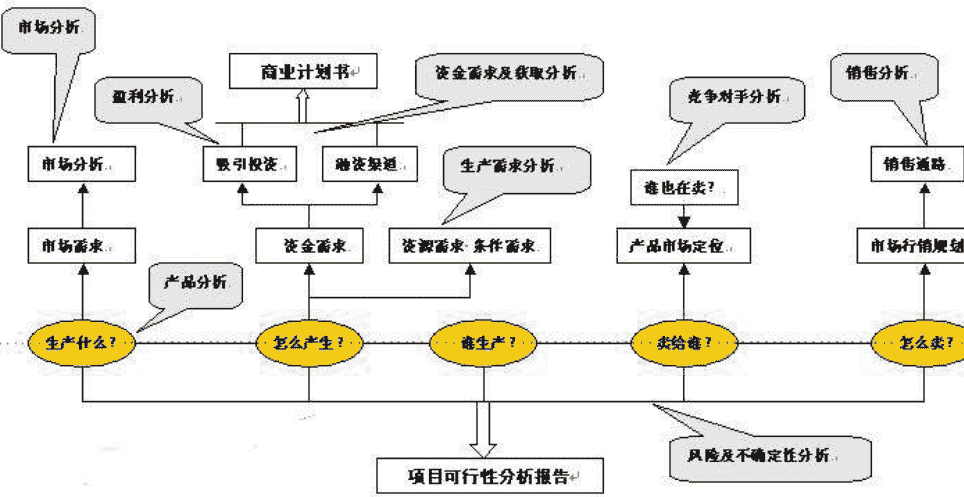 市场分析
商业计划书
资金需求及获取分析
销售分析
盈利分析
竞争对手分析
市场分析
吸引投资
融资渠道
生产需求分析
销售通路
谁也在卖?
市场需求
资金需求
资源需求·条件需求
产品市场定位
市场行销规划
产品分析
生产什么?
怎么产生?
谁生产?
卖给谁?
怎么卖?
风险及不确定性分析
项目可行性分析报告